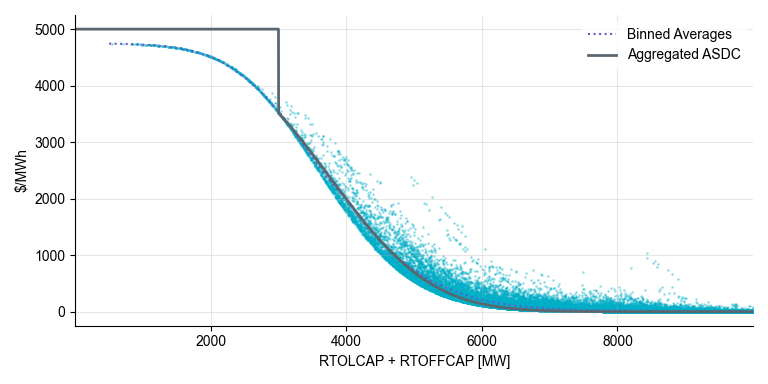 5000
4000
3000
2000
1000
0
$/MWh
Binned Averages
Aggregated ASDC
2000 4000 6000 8000
RTOLCAP + RTOFFCAP [MW]